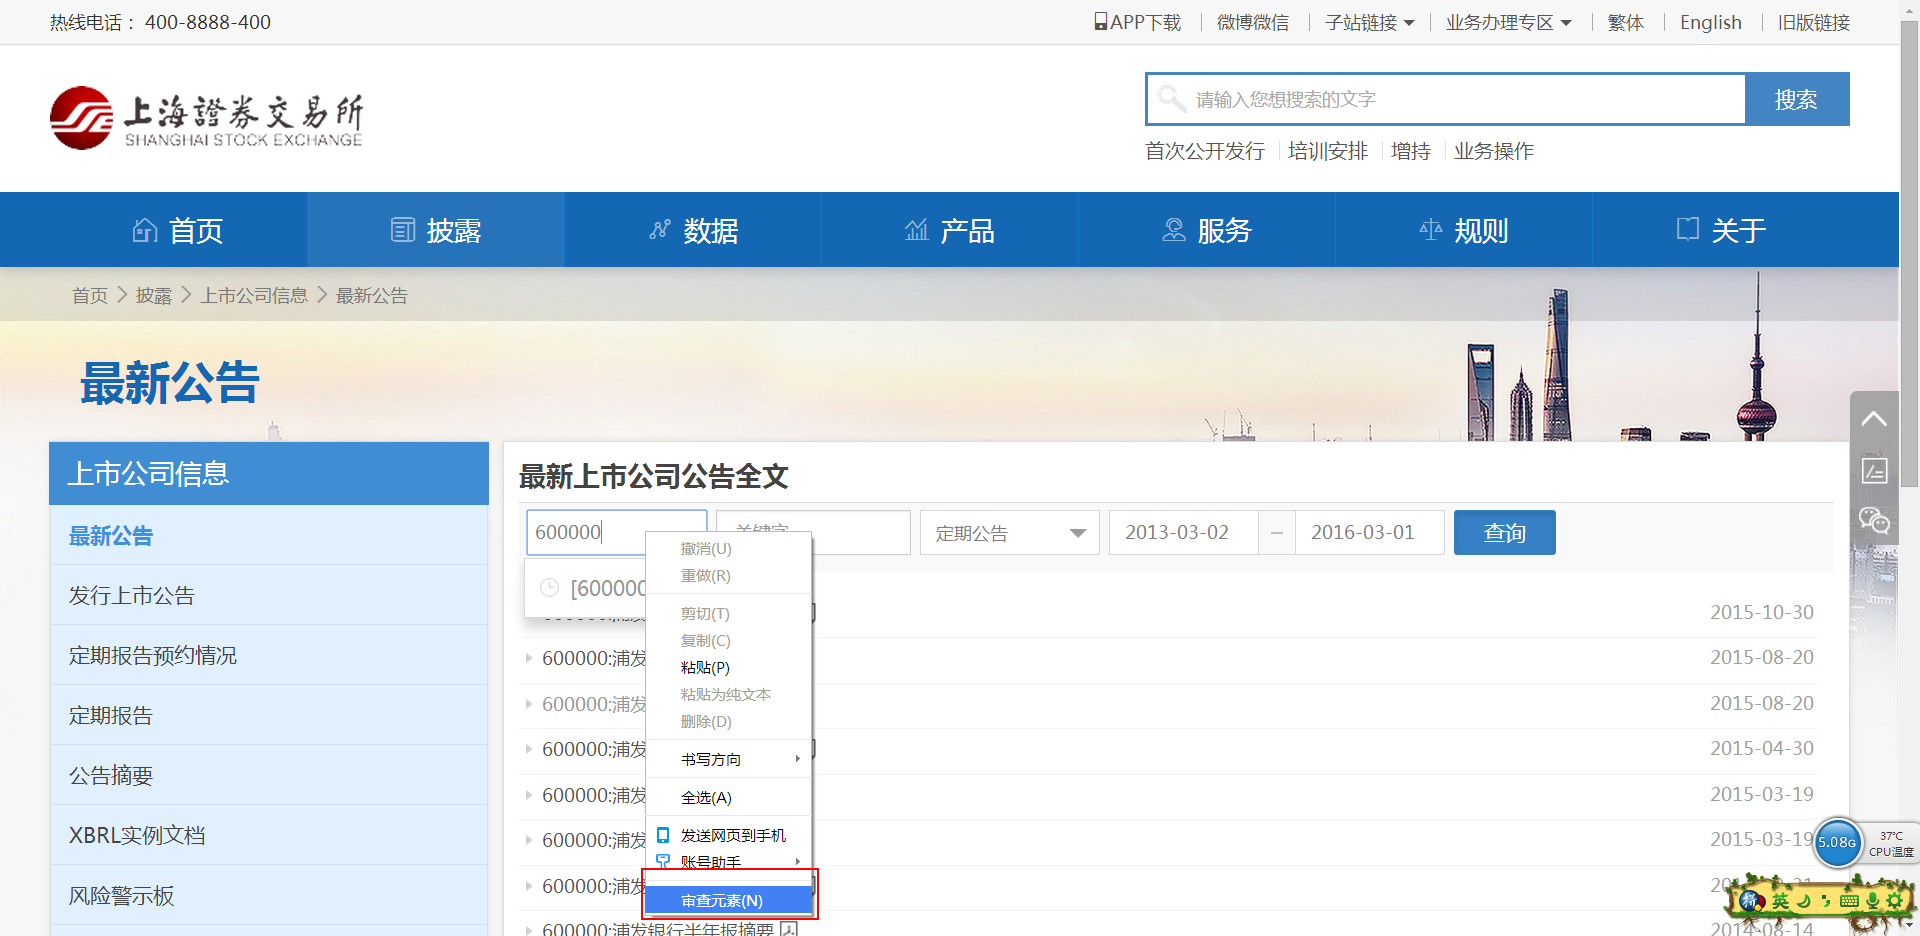 热线电话： 400-8888-400
APP下载
微博微信
子站链接
业务办理专区
繁体
English
旧版链接
上海證券交易所
SHANGHAI STOCK EXCHANGE
请输入您想搜索的文字
搜索
首次公开发行
培训安排
增持
业务操作
首页
披露
数据
产品
服务
规则
关于
首页 > 披露 > 上市公司信息 > 最新公告
最新公告
上市公司信息
最新公告
发行上市公告
定期报告预约情况
定期报告
公告摘要
XBRL实例文档
风险警示板
最新上市公司公告全文
600000
定期公告
2013-03-02
–
2016-03-01
查询
[600000
撤消(U)
重做(R)
剪切(T)
复制(C)
粘贴(P)
粘贴为纯文本
删除(D)
书写方向
全选(A)
发送网页到手机
账号助手
审查元素(N)
2015-10-30
600000:浦发
2015-08-20
600000:浦发
2015-08-20
600000:浦发
2015-04-30
600000:浦发
2015-03-19
600000:浦发
2015-03-19
600000:浦发
600000:浦发银行半年报摘要
2014-08-14
5.08G
37℃
CPU温度
拼
英